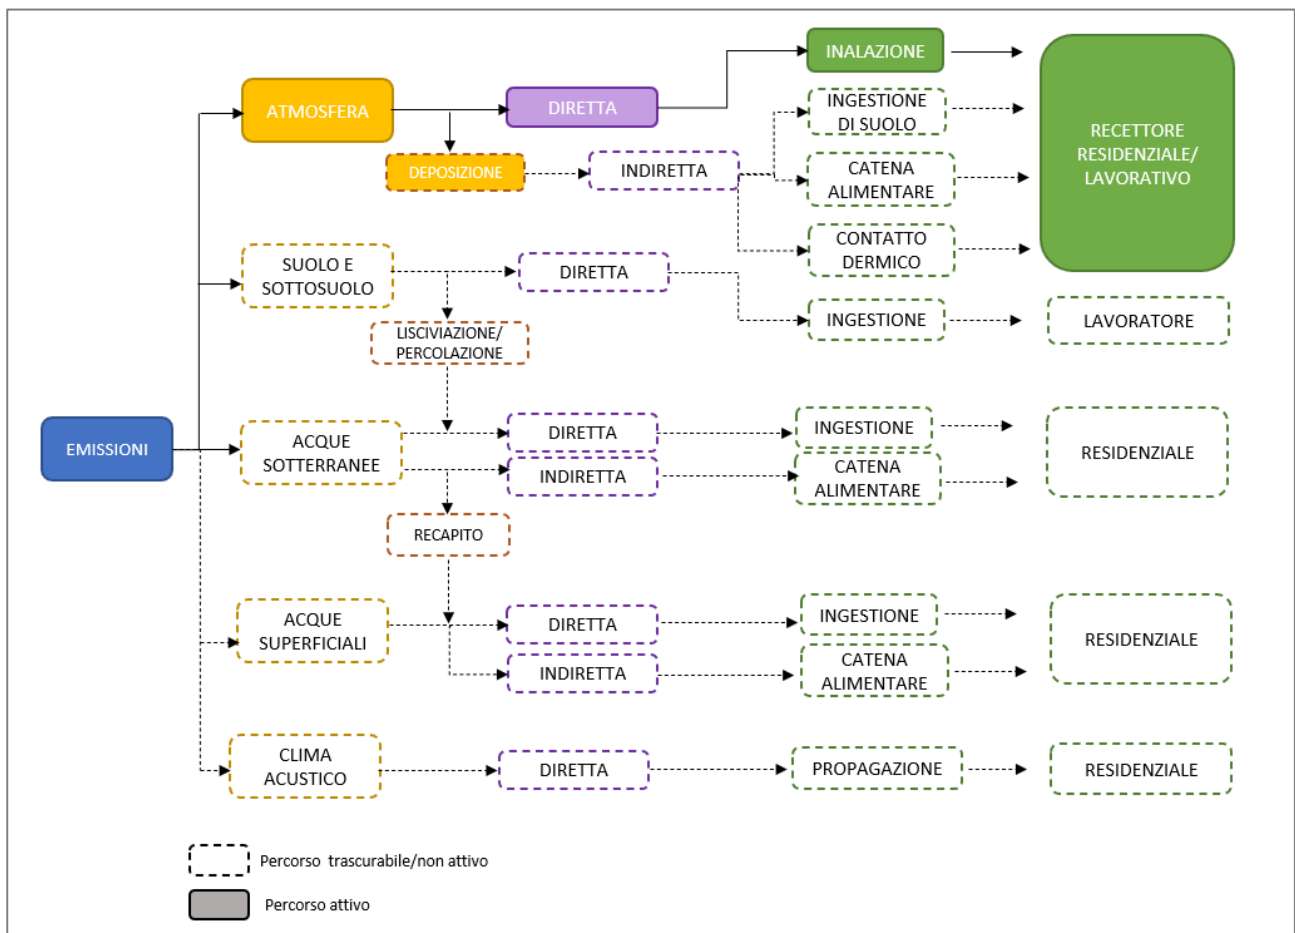 INALAZIONE
ATMOSFERA
DIRETTA
INGESTIONE
DI SUOLO
RECETTORE
RESIDENZIALE/
LAVORATIVO
DEPOSIZIONE
INDIRETTA
CATENA
ALIMENTARE
CONTATTO
DERMICO
SUOLO E
SOTTOSUOLO
DIRETTA
INGESTIONE
LAVORATORE
LISCIVIAZIONE/
PERCOLAZIONE
EMISSIONI
ACQUE
SOTTERRANEE
DIRETTA
INGESTIONE
INDIRETTA
CATENA
ALIMENTARE
RESIDENZIALE
RECAPITO
ACQUE
SUPERFICIALI
DIRETTA
INGESTIONE
INDIRETTA
CATENA
ALIMENTARE
RESIDENZIALE
CLIMA
ACUSTICO
DIRETTA
PROPAGAZIONE
RESIDENZIALE
Percorso trascurabile/non attivo
Percorso attivo